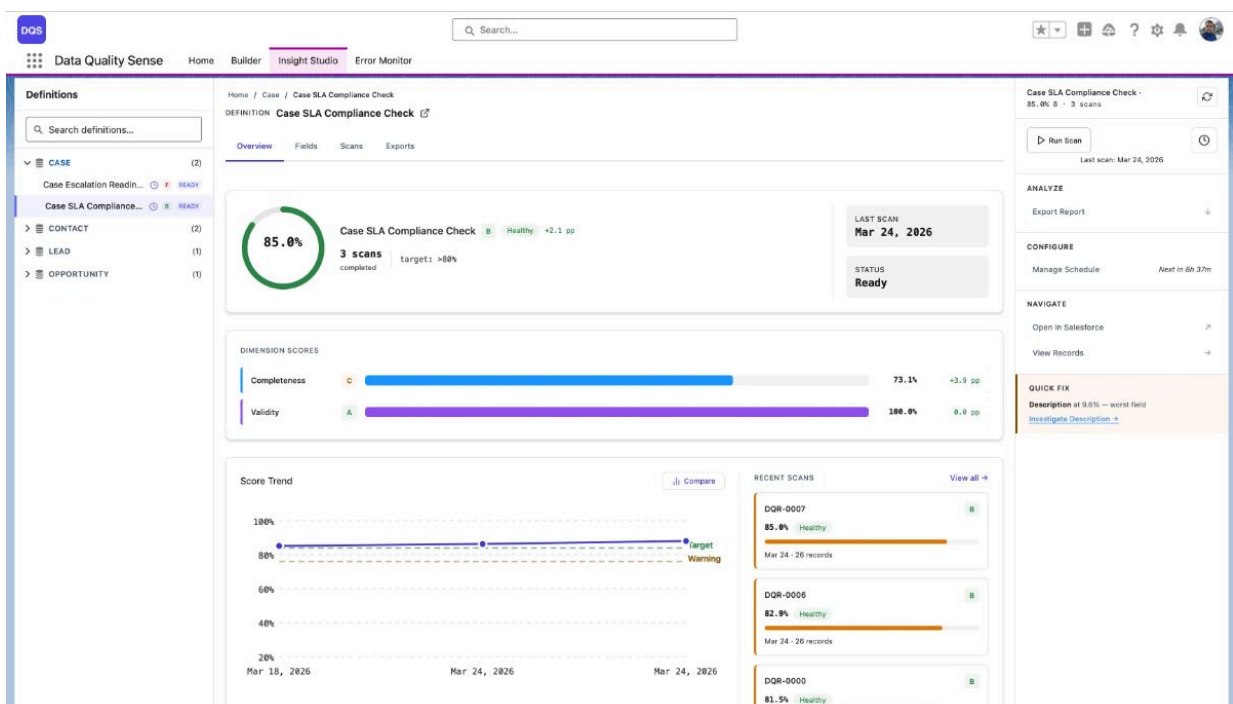 DQS
Search...
Data Quality Sense
Home
Builder
Insight Studio
Error Monitor
Definitions
Search definitions...
CASE (2)
Case Escalation Readin... F READY
Case SLA Compliance... B READY
CONTACT (2)
LEAD (1)
OPPORTUNITY (1)
Home / Case / Case SLA Compliance Check
DEFINITION Case SLA Compliance Check
Overview Fields Scans Exports
85.0%
Case SLA Compliance Check B Healthy +2.1 pp
3 scans
completed
target: >80%
LAST SCAN
Mar 24, 2026
STATUS
Ready
DIMENSION SCORES
Completeness C 73.1% +3.9 pp
Validity A 100.0% 0.0 pp
Score Trend
Compare
100%
80%
60%
40%
20%
Target
Warning
Mar 18, 2026 Mar 24, 2026 Mar 24, 2026
RECENT SCANS View all →
DQR-0007 B
85.0% Healthy
Mar 24 · 26 records
DQR-0006 B
82.9% Healthy
Mar 24 · 26 records
DQR-0000 B
81.5% Healthy
Case SLA Compliance Check ·
85.0% B · 3 scans
Run Scan
Last scan: Mar 24, 2026
ANALYZE
Export Report ↓
CONFIGURE
Manage Schedule Next in 8h 37m
NAVIGATE
Open in Salesforce ↗
View Records →
QUICK FIX
Description at 9.6% — worst field
Investigate Description →